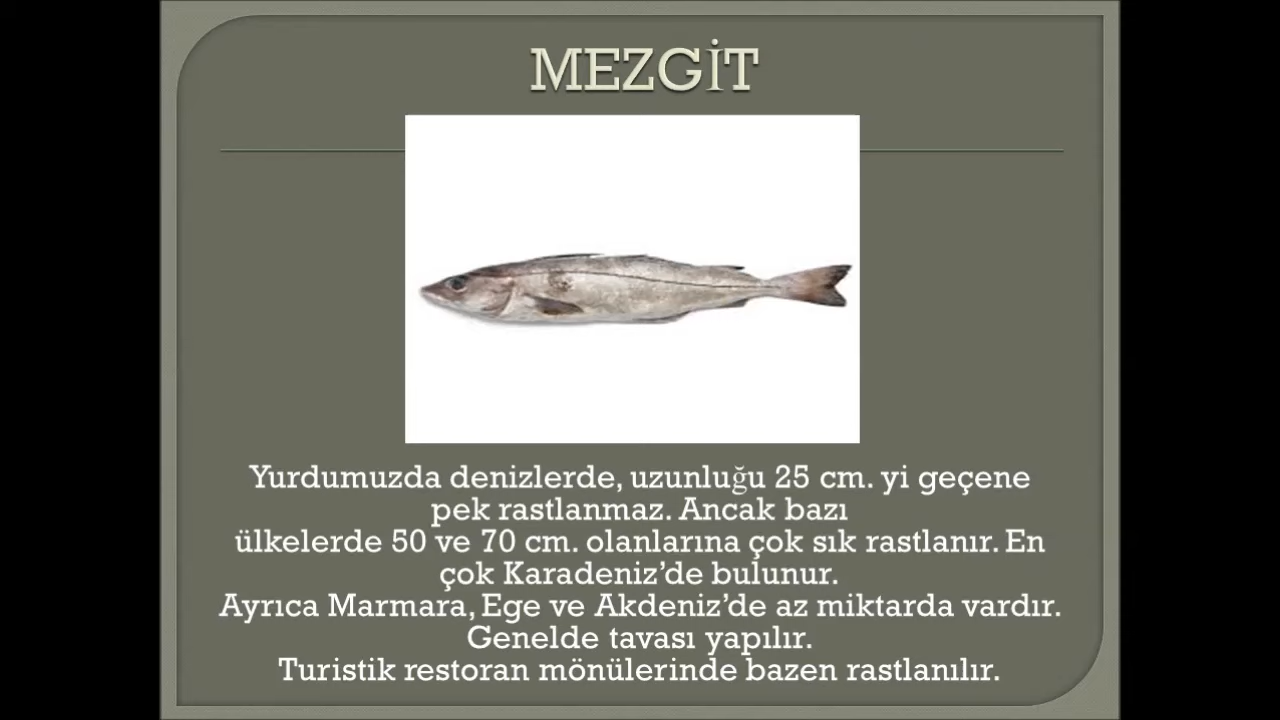 MEZGİT
Yurdumuzda denizlerde, uzunluğu 25 cm. yi geçene
pek rastlanmaz. Ancak bazı
ülkelerde 50 ve 70 cm. olanlarına çok sık rastlanır. En
çok Karadeniz’de bulunur.
Ayrıca Marmara, Ege ve Akdeniz’de az miktarda vardır.
Genelde tavası yapılır.
Turistik restoran mönülerinde bazen rastlanılır.